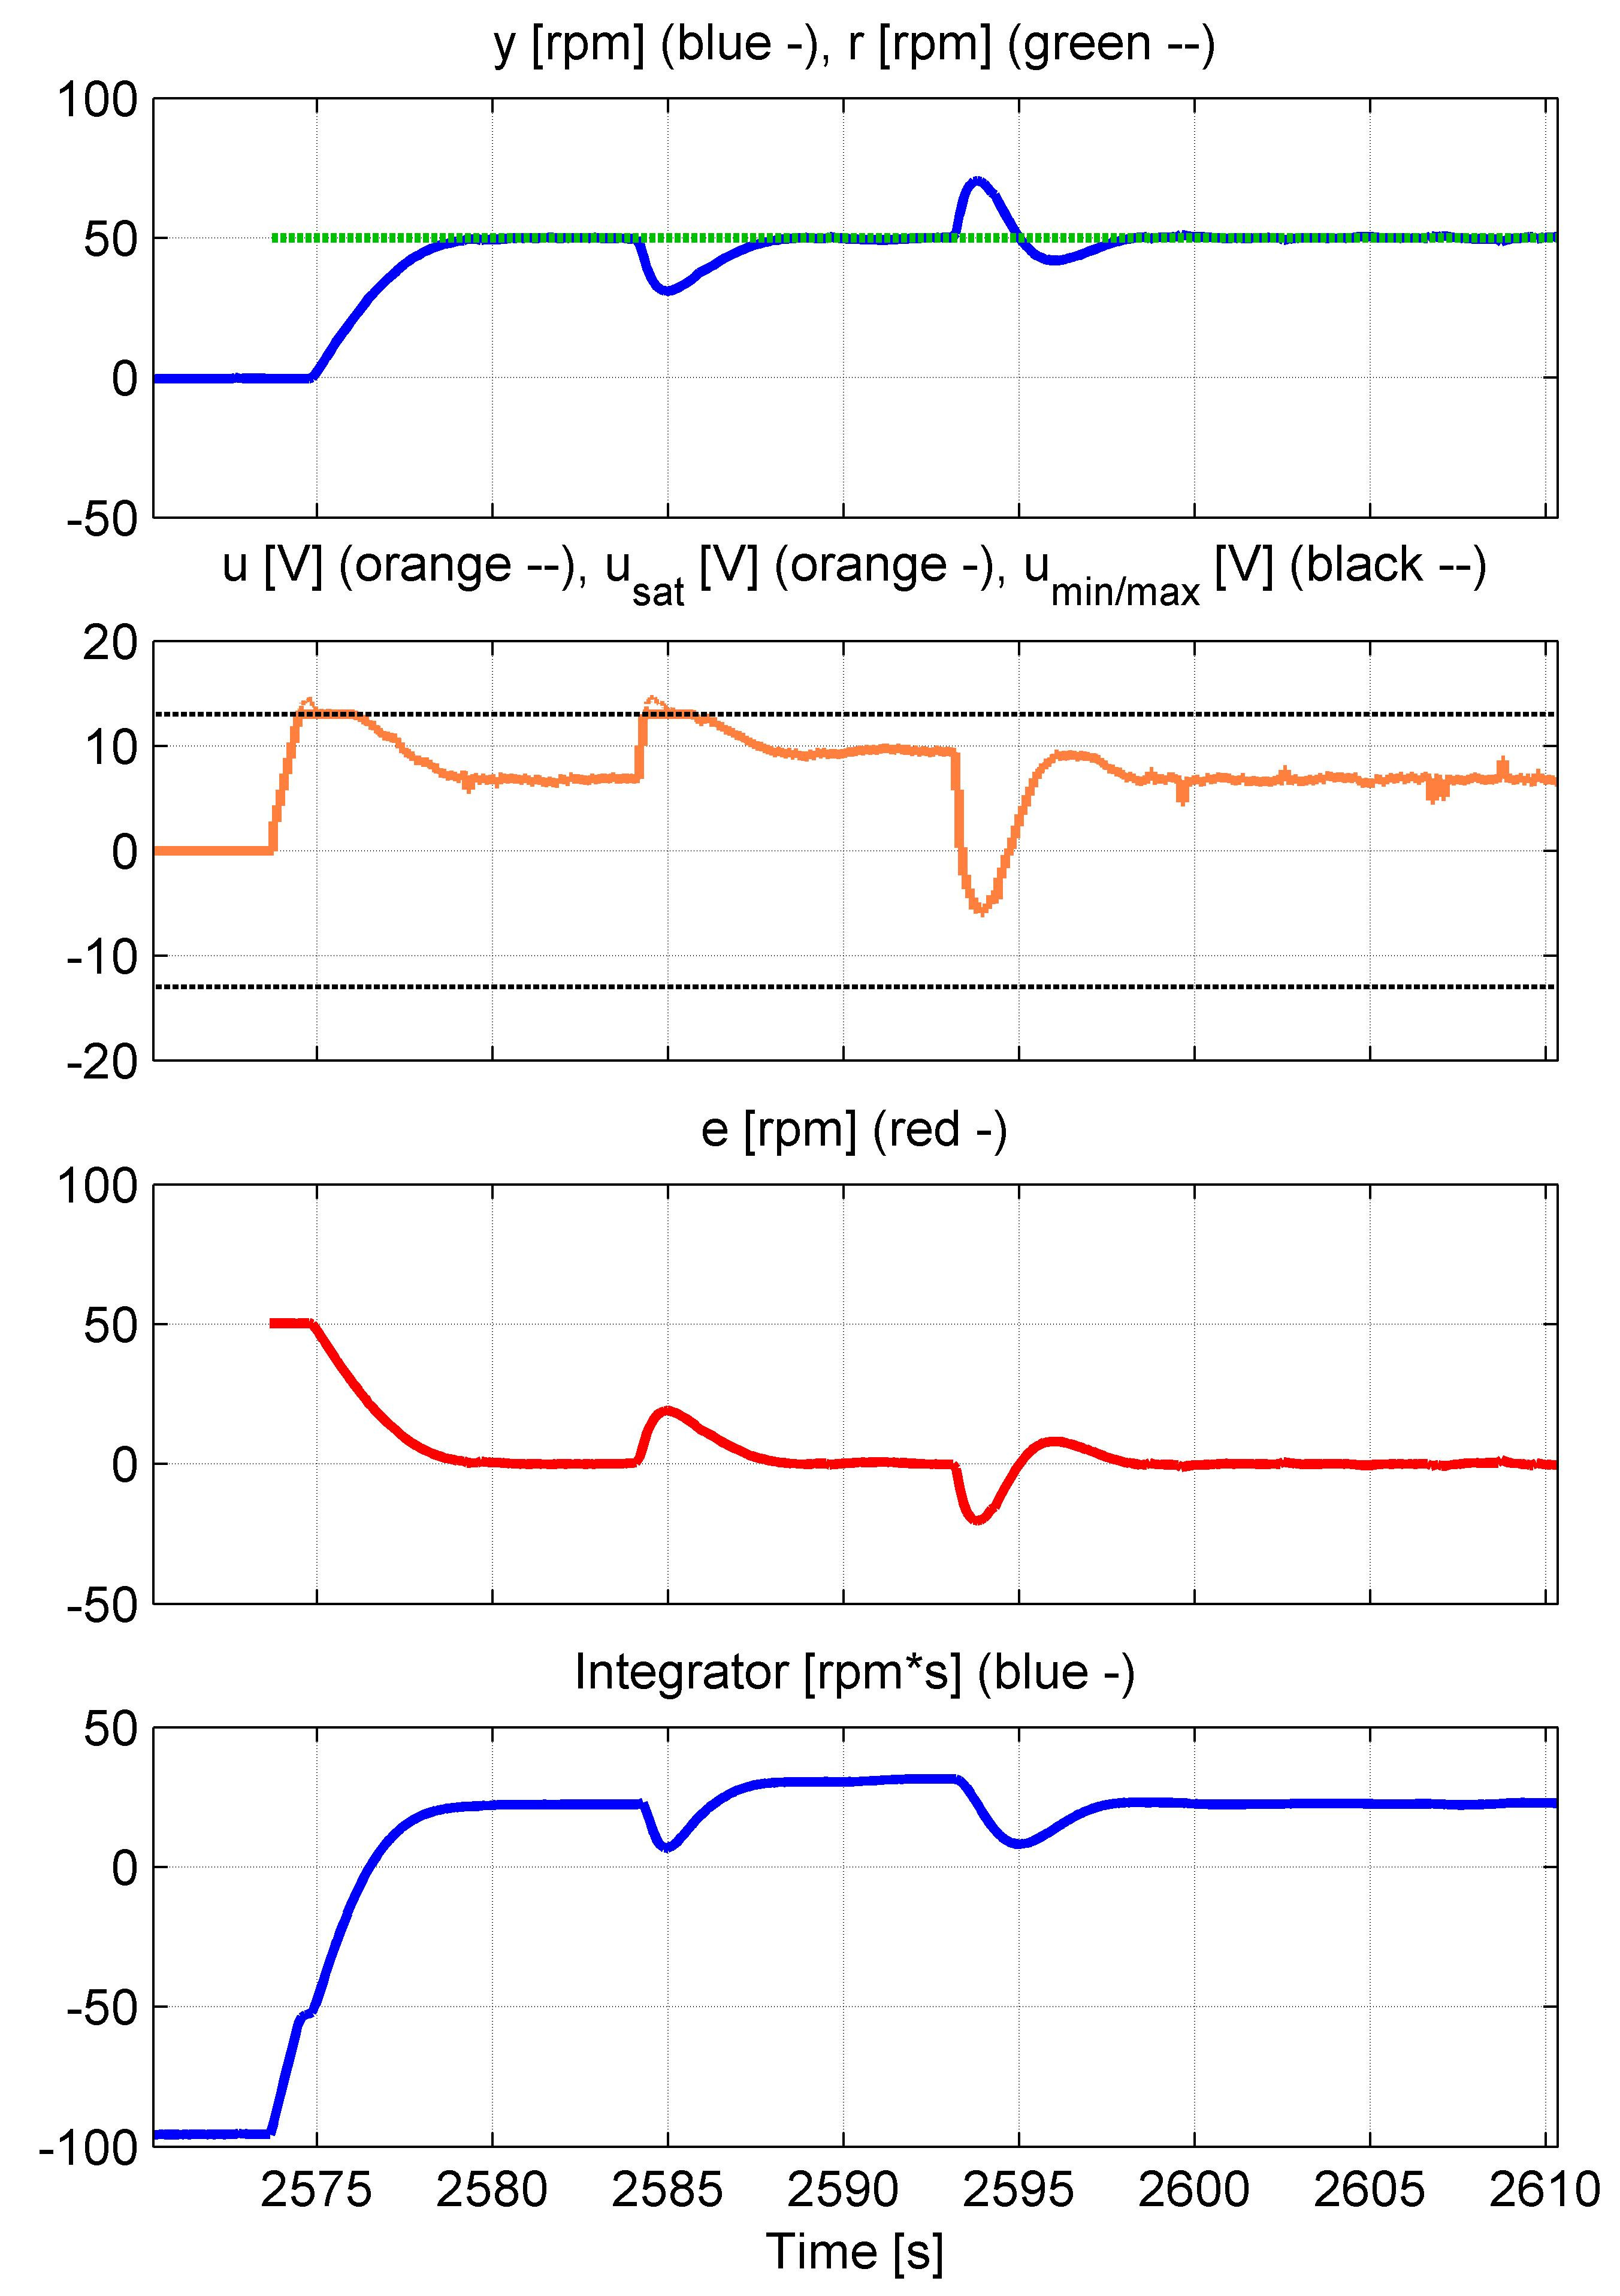 y [rpm] (blue -), r [rpm] (green --)
100
50
0
-50
u [V] (orange --), u_sat [V] (orange -), u_min/max [V] (black --)
20
10
0
-10
-20
e [rpm] (red -)
100
50
0
-50
Integrator [rpm*s] (blue -)
50
0
-50
-100
2575 2580 2585 2590 2595 2600 2605 2610
Time [s]